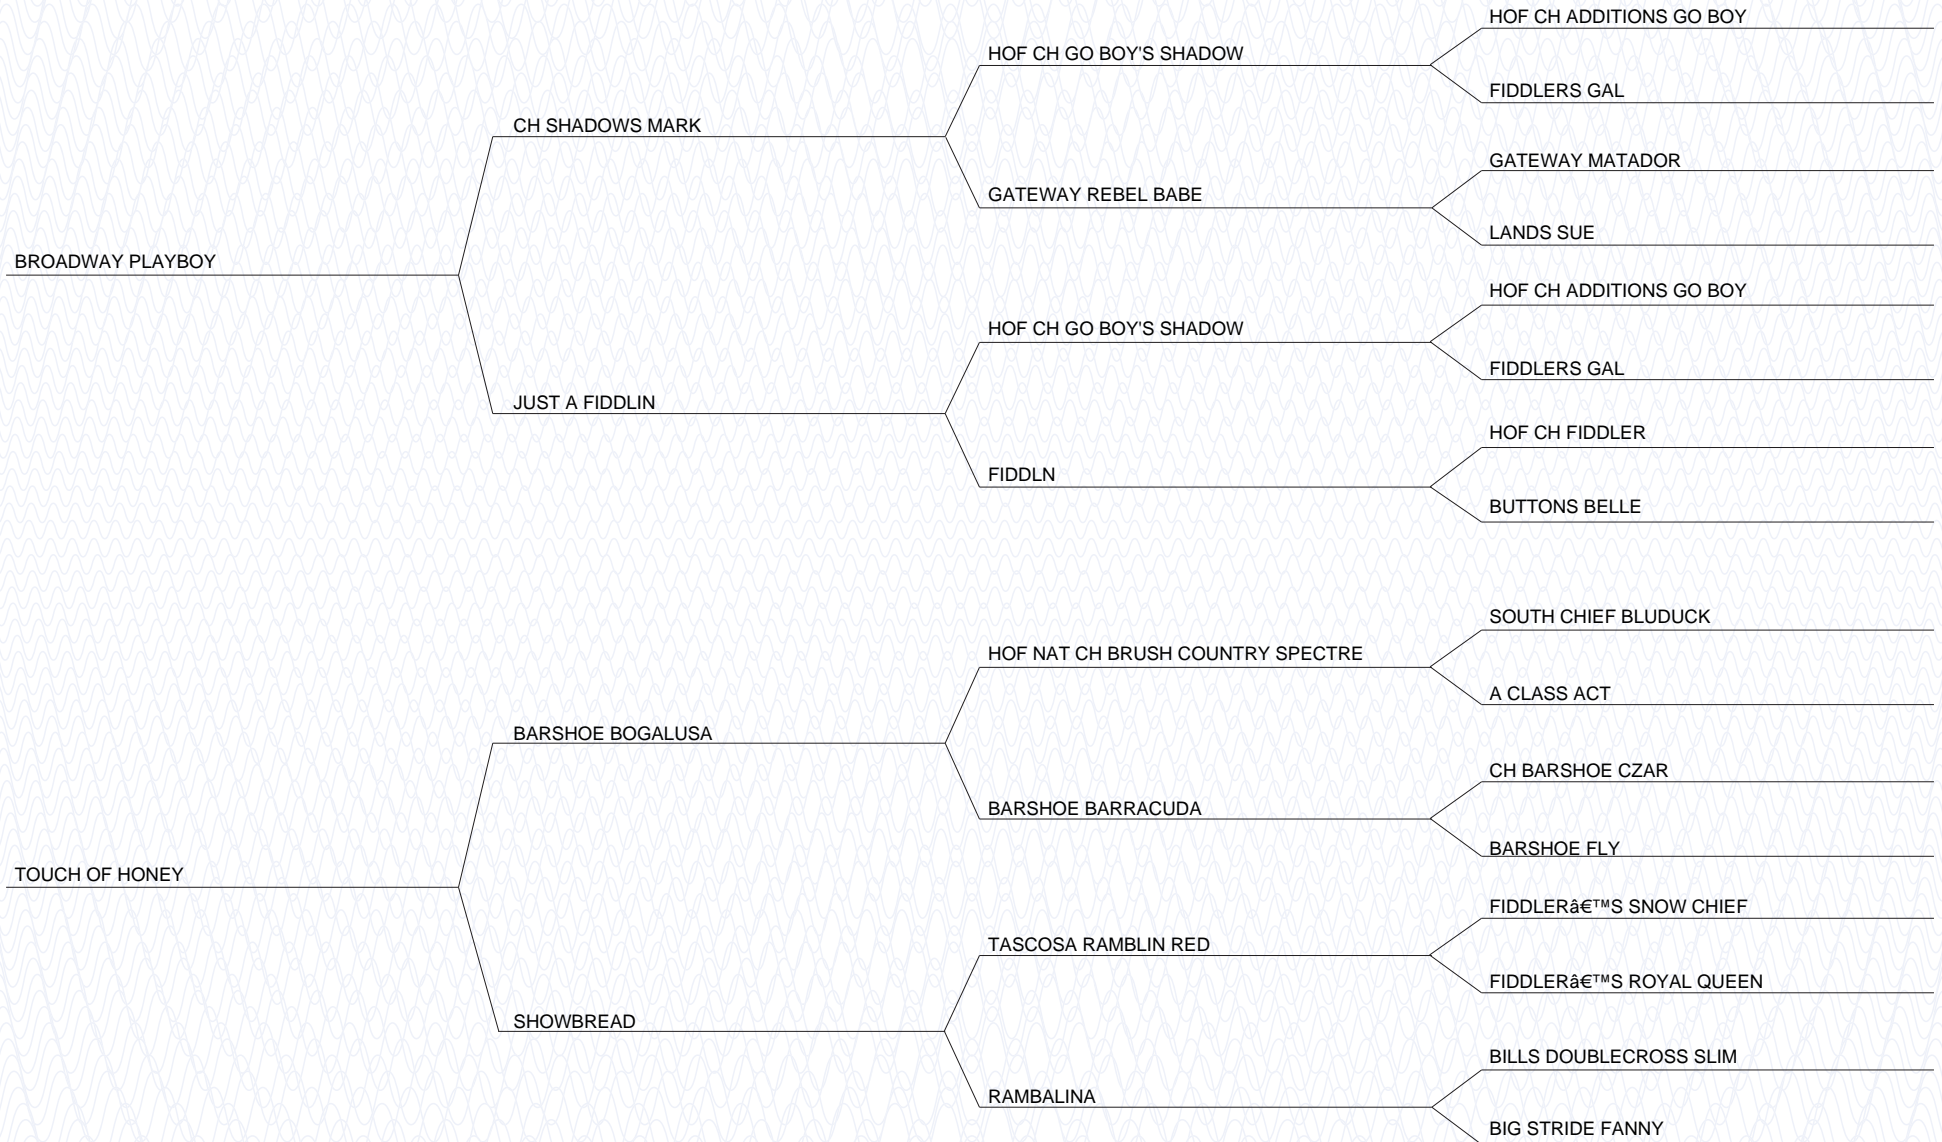 HOF CH ADDITIONS GO BOY
HOF CH GO BOY'S SHADOW
FIDDLERS GAL
CH SHADOWS MARK
GATEWAY MATADOR
GATEWAY REBEL BABE
LANDS SUE
BROADWAY PLAYBOY
HOF CH ADDITIONS GO BOY
HOF CH GO BOY'S SHADOW
FIDDLERS GAL
JUST A FIDDLIN
HOF CH FIDDLER
FIDDLN
BUTTONS BELLE
SOUTH CHIEF BLUDUCK
HOF NAT CH BRUSH COUNTRY SPECTRE
A CLASS ACT
BARSHOE BOGALUSA
CH BARSHOE CZAR
BARSHOE BARRACUDA
BARSHOE FLY
TOUCH OF HONEY
FIDDLERâ€™S SNOW CHIEF
TASCOSA RAMBLIN RED
FIDDLERâ€™S ROYAL QUEEN
SHOWBREAD
BILLS DOUBLECROSS SLIM
RAMBALINA
BIG STRIDE FANNY